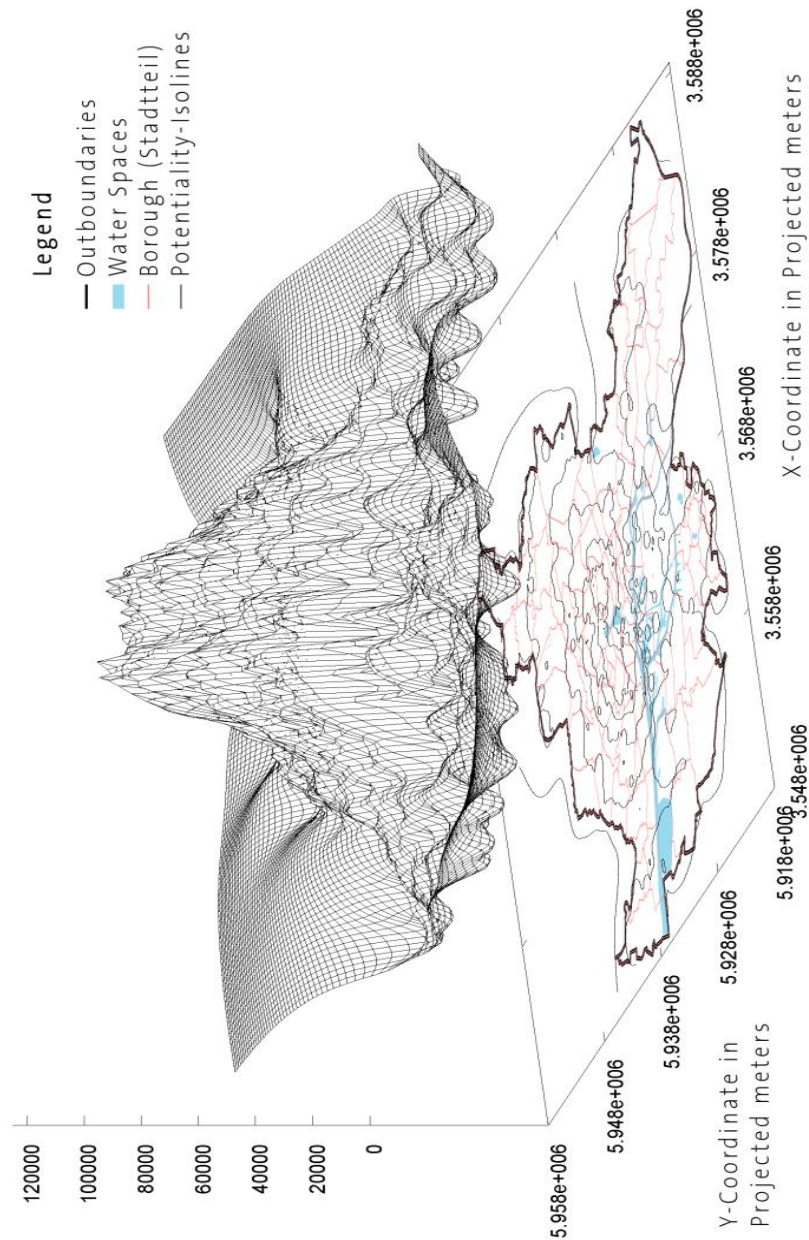 Legend
Outboundaries
Water Spaces
Borough (Stadtteil)
Potentiality-Isolines
120000
100000
80000
60000
40000
20000
0
5.958e+006
5.948e+006
5.938e+006
5.928e+006
5.918e+006
Y-Coordinate in
Projected meters
3.548e+006
3.558e+006
3.568e+006
3.578e+006
3.588e+006
X-Coordinate in Projected meters